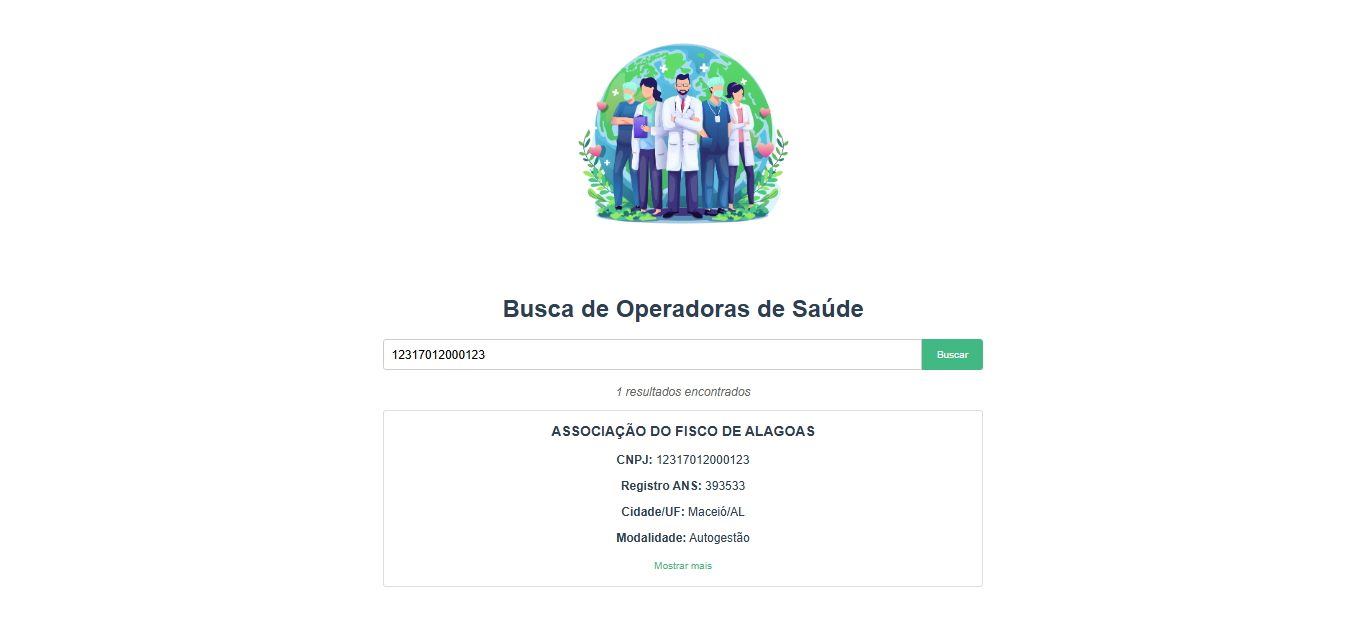 Busca de Operadoras de Saúde
12317012000123
Buscar
1 resultados encontrados
ASSOCIAÇÃO DO FISCO DE ALAGOAS
CNPJ: 12317012000123
Registro ANS: 393533
Cidade/UF: Maceió/AL
Modalidade: Autogestão
Mostrar mais